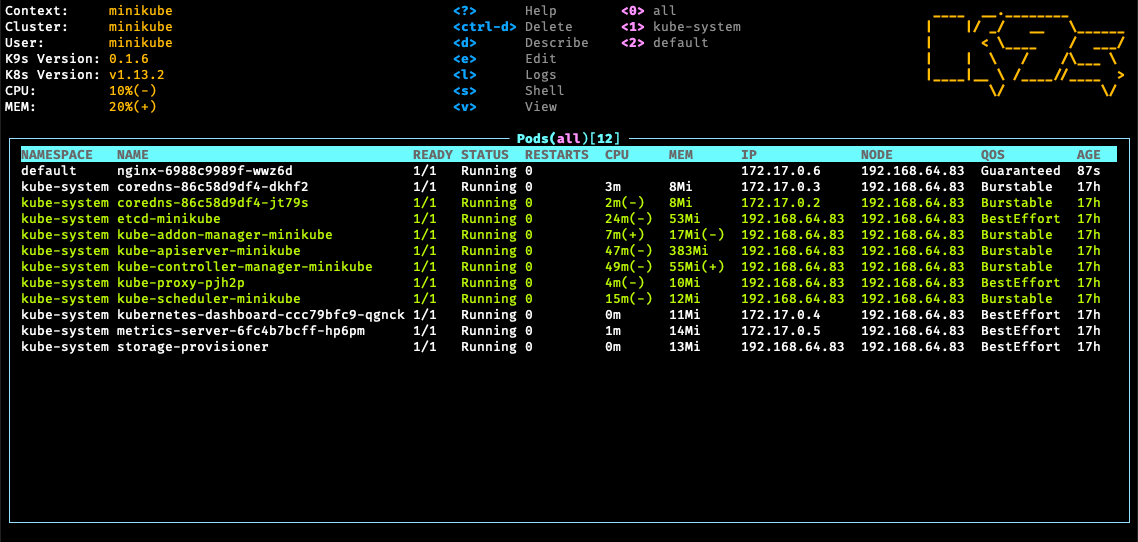 Context: minikube <?> Help <0> all
Cluster: minikube <ctrl-d> Delete <1> kube-system
User: minikube <d> Describe <2> default
K9s Version: 0.1.6 <e> Edit
K8s Version: v1.13.2 <l> Logs
CPU: 10%(-) <s> Shell
MEM: 20%(+) <v> View
K9s
Pods(all)[12]
NAMESPACE NAME READY STATUS RESTARTS CPU MEM IP NODE QOS AGE
default nginx-6988c9989f-wwz6d 1/1 Running 0 172.17.0.6 192.168.64.83 Guaranteed 87s
kube-system coredns-86c58d9df4-dkhf2 1/1 Running 0 3m 8Mi 172.17.0.3 192.168.64.83 Burstable 17h
kube-system coredns-86c58d9df4-jt79s 1/1 Running 0 2m(-) 8Mi 172.17.0.2 192.168.64.83 Burstable 17h
kube-system etcd-minikube 1/1 Running 0 24m(-) 53Mi 192.168.64.83 192.168.64.83 BestEffort 17h
kube-system kube-addon-manager-minikube 1/1 Running 0 7m(+) 17Mi(-) 192.168.64.83 192.168.64.83 Burstable 17h
kube-system kube-apiserver-minikube 1/1 Running 0 47m(-) 383Mi 192.168.64.83 192.168.64.83 Burstable 17h
kube-system kube-controller-manager-minikube 1/1 Running 0 49m(-) 55Mi(+) 192.168.64.83 192.168.64.83 Burstable 17h
kube-system kube-proxy-pjh2p 1/1 Running 0 4m(-) 10Mi 192.168.64.83 192.168.64.83 BestEffort 17h
kube-system kube-scheduler-minikube 1/1 Running 0 15m(-) 12Mi 192.168.64.83 192.168.64.83 Burstable 17h
kube-system kubernetes-dashboard-ccc79bfc9-qgnck 1/1 Running 0 0m 11Mi 172.17.0.4 192.168.64.83 BestEffort 17h
kube-system metrics-server-6fc4b7bcff-hp6pm 1/1 Running 0 1m 14Mi 172.17.0.5 192.168.64.83 BestEffort 17h
kube-system storage-provisioner 1/1 Running 0 0m 13Mi 192.168.64.83 192.168.64.83 BestEffort 17h